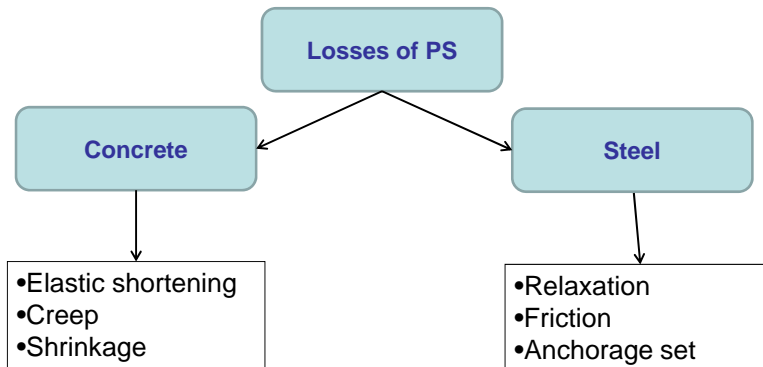 Losses of PS
Concrete
Steel
•Elastic shortening
•Creep
•Shrinkage
•Relaxation
•Friction
•Anchorage set